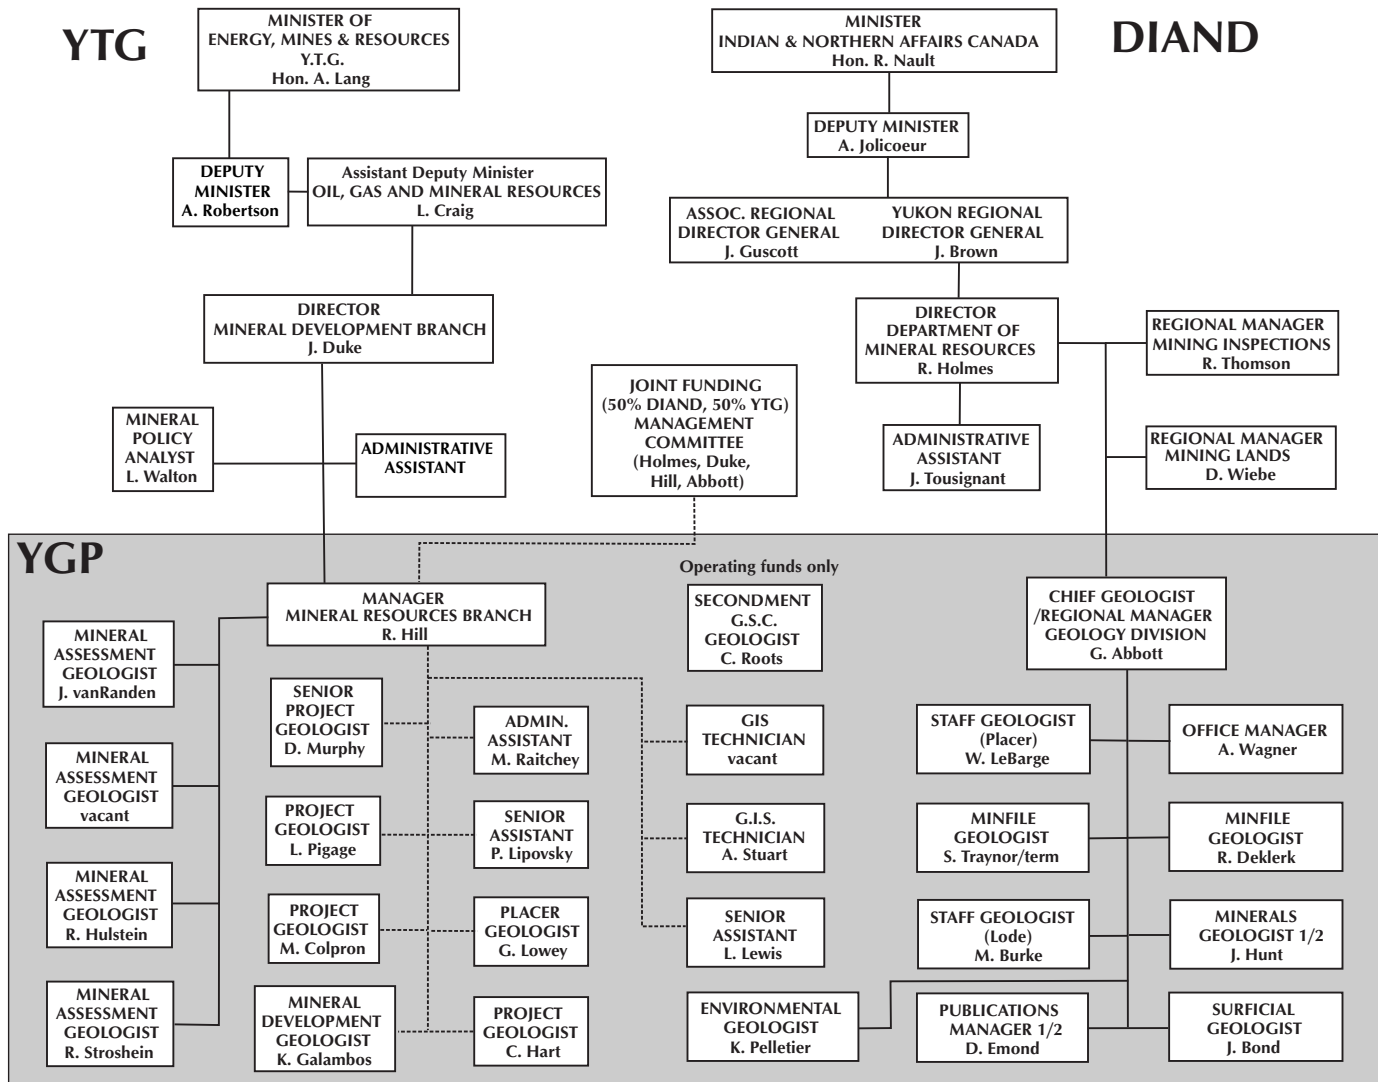 YTG
MINISTER OF
ENERGY, MINES & RESOURCES
Y.T.G.
Hon. A. Lang
DEPUTY
MINISTER
A. Robertson
Assistant Deputy Minister
OIL, GAS AND MINERAL RESOURCES
L. Craig
DIRECTOR
MINERAL DEVELOPMENT BRANCH
J. Duke
MINERAL
POLICY
ANALYST
L. Walton
ADMINISTRATIVE
ASSISTANT
DIAND
MINISTER
INDIAN & NORTHERN AFFAIRS CANADA
Hon. R. Nault
DEPUTY MINISTER
A. Jolicoeur
ASSOC. REGIONAL
DIRECTOR GENERAL
J. Guscott
YUKON REGIONAL
DIRECTOR GENERAL
J. Brown
DIRECTOR
DEPARTMENT OF
MINERAL RESOURCES
R. Holmes
REGIONAL MANAGER
MINING INSPECTIONS
R. Thomson
JOINT FUNDING
(50% DIAND, 50% YTG)
MANAGEMENT
COMMITTEE
(Holmes, Duke,
Hill, Abbott)
ADMINISTRATIVE
ASSISTANT
J. Tousignant
REGIONAL MANAGER
MINING LANDS
D. Wiebe
YGP
MANAGER
MINERAL RESOURCES BRANCH
R. Hill
MINERAL
ASSESSMENT
GEOLOGIST
J. vanRanden
MINERAL
ASSESSMENT
GEOLOGIST
vacant
MINERAL
ASSESSMENT
GEOLOGIST
R. Hulstein
MINERAL
ASSESSMENT
GEOLOGIST
R. Stroshein
SENIOR
PROJECT
GEOLOGIST
D. Murphy
PROJECT
GEOLOGIST
L. Pigage
PROJECT
GEOLOGIST
M. Colpron
MINERAL
DEVELOPMENT
GEOLOGIST
K. Galambos
ADMIN.
ASSISTANT
M. Raitchey
SENIOR
ASSISTANT
P. Lipovsky
PLACER
GEOLOGIST
G. Lowey
PROJECT
GEOLOGIST
C. Hart
Operating funds only
SECONDMENT
G.S.C.
GEOLOGIST
C. Roots
GIS
TECHNICIAN
vacant
G.I.S.
TECHNICIAN
A. Stuart
SENIOR
ASSISTANT
L. Lewis
ENVIRONMENTAL
GEOLOGIST
K. Pelletier
CHIEF GEOLOGIST
/REGIONAL MANAGER
GEOLOGY DIVISION
G. Abbott
STAFF GEOLOGIST
(Placer)
W. LeBarge
MINFILE
GEOLOGIST
S. Traynor/term
STAFF GEOLOGIST
(Lode)
M. Burke
PUBLICATIONS
MANAGER 1/2
D. Emond
OFFICE MANAGER
A. Wagner
MINFILE
GEOLOGIST
R. Deklerk
MINERALS
GEOLOGIST 1/2
J. Hunt
SURFICIAL
GEOLOGIST
J. Bond